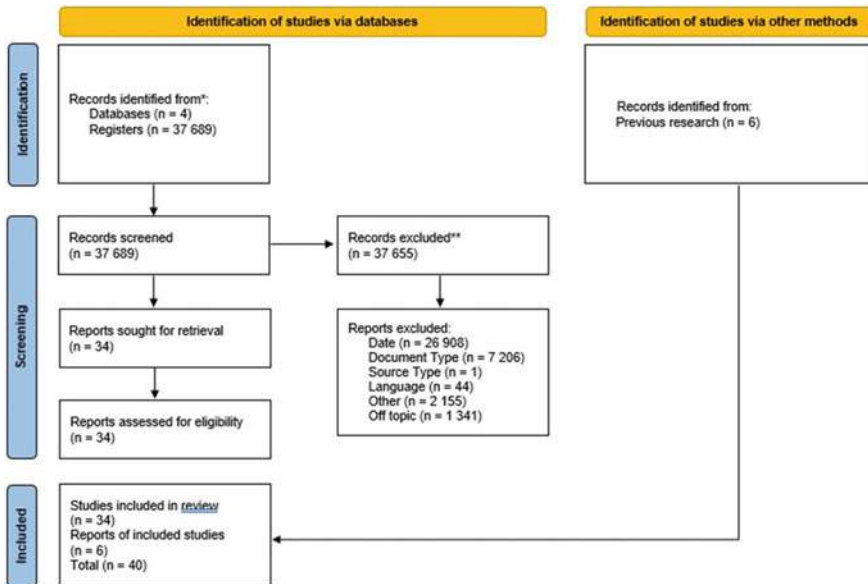 Identification of studies via databases
Identification of studies via other methods
Identification
Records identified from*:
Databases (n = 4)
Registers (n = 37 689)
Records identified from:
Previous research (n = 6)
Screening
Records screened
(n = 37 689)
Records excluded**
(n = 37 655)
Reports sought for retrieval
(n = 34)
Reports excluded:
Date (n = 26 908)
Document Type (n = 7 206)
Source Type (n = 1)
Language (n = 44)
Other (n = 2 155)
Off topic (n = 1 341)
Reports assessed for eligibility
(n = 34)
Included
Studies included in review
(n = 34)
Reports of included studies
(n = 6)
Total (n = 40)